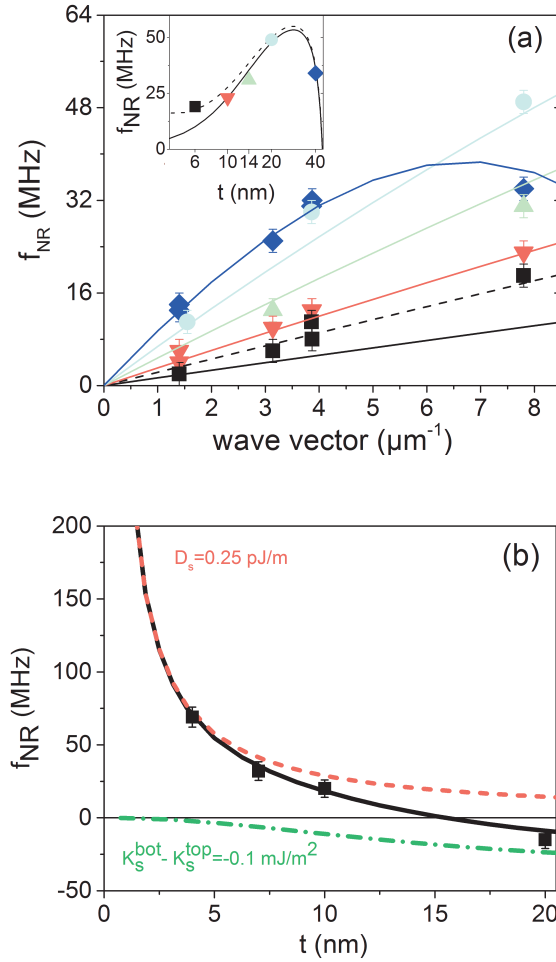 64
48
32
16
0
f_NR (MHz)
(a)
50
25
0
f_NR (MHz)
6 10 14 20 40
t (nm)
0 1 2 3 4 5 6 7 8
wave vector (µm⁻¹)
200
150
100
50
0
-50
f_NR (MHz)
D_s=0.25 pJ/m
(b)
K_s^bot - K_s^top=-0.1 mJ/m²
0 5 10 15 20
t (nm)